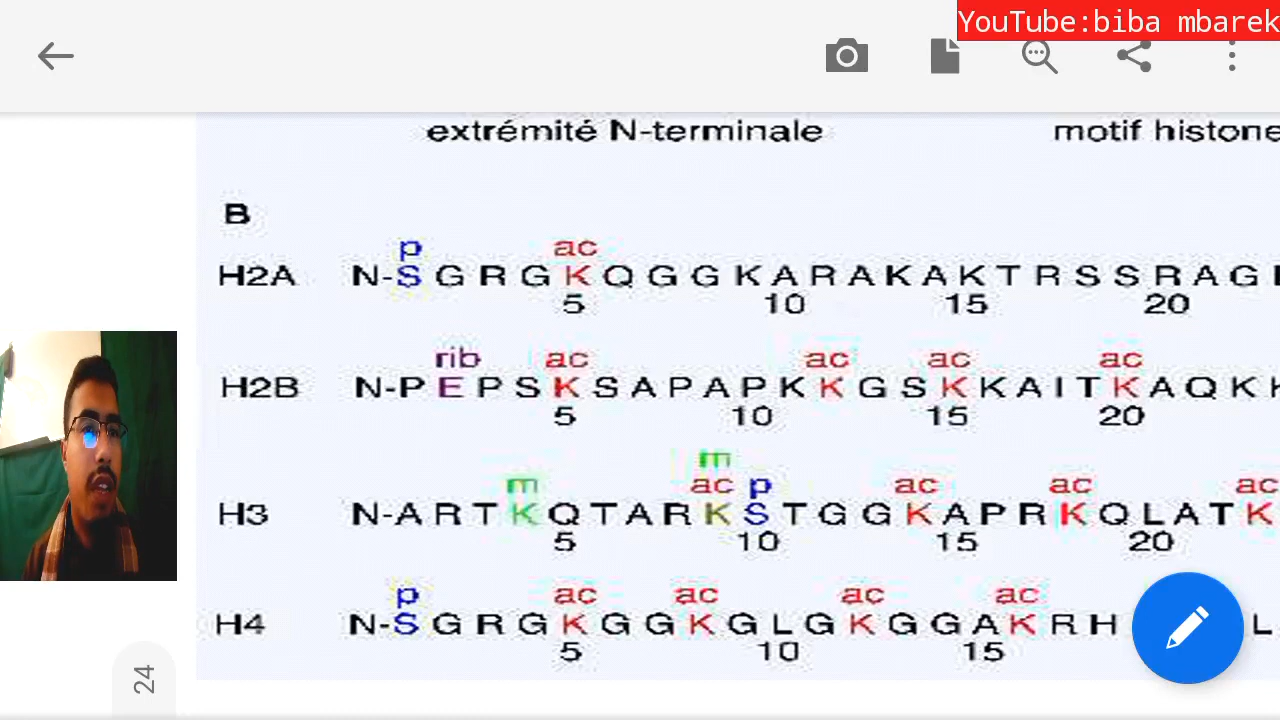 YouTube:biba mbarek
extrémité N-terminale motif histone
B
p ac
H2A N-S G R G K Q G G K A R A K A K T R S S R A G
5 10 15 20
rib ac ac ac ac
H2B N-P E P S K S A P A P K K G S K K A I T K A Q K
5 10 15 20
m
m ac p ac ac ac
H3 N-A R T K Q T A R K S T G G K A P R K Q L A T K
5 10 15 20
p ac ac ac ac
H4 N-S G R G K G G K G L G K G G A K R H L
5 10 15
24